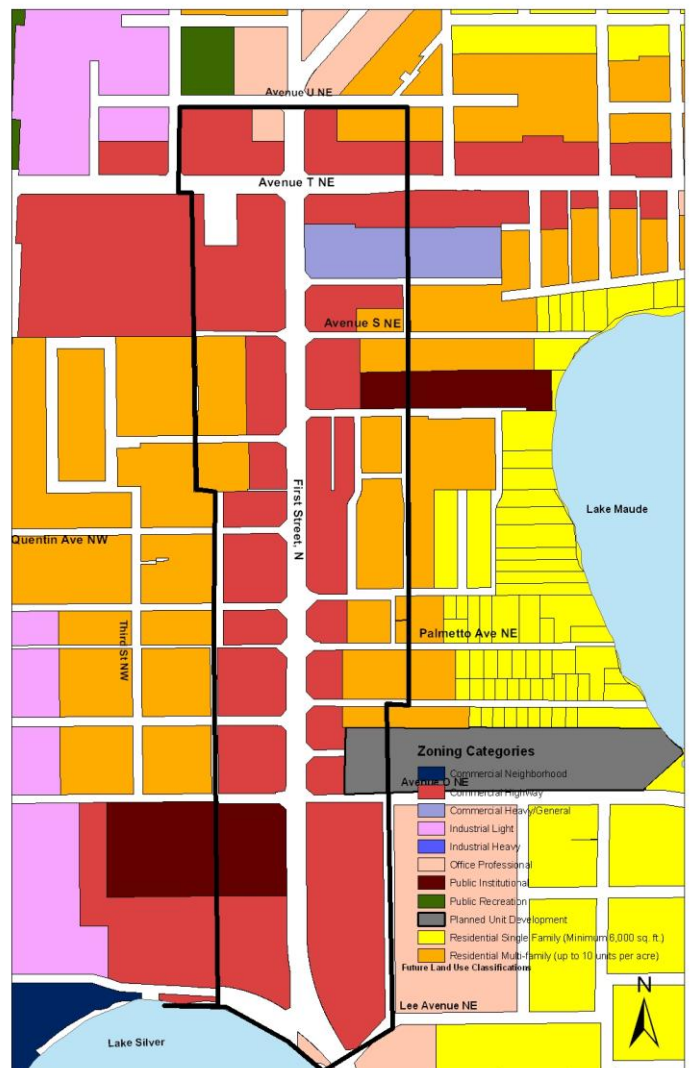 Avenue U NE
Avenue T NE
Avenue S NE
First Street, N
Lake Maude
Quentin Ave NW
Third St NW
Palmetto Ave NE
Zoning Categories
Commercial Neighborhood
Avenue O NE
Commercial Highway
Commercial Heavy/General
Industrial Light
Industrial Heavy
Office Professional
Public Institutional
Public Recreation
Planned Unit Development
Residential Single Family (Minimum 6,000 sq. ft.)
Residential Multi-family (up to 10 units per acre)
Future Land Use Classifications
Lee Avenue NE
N
Lake Silver